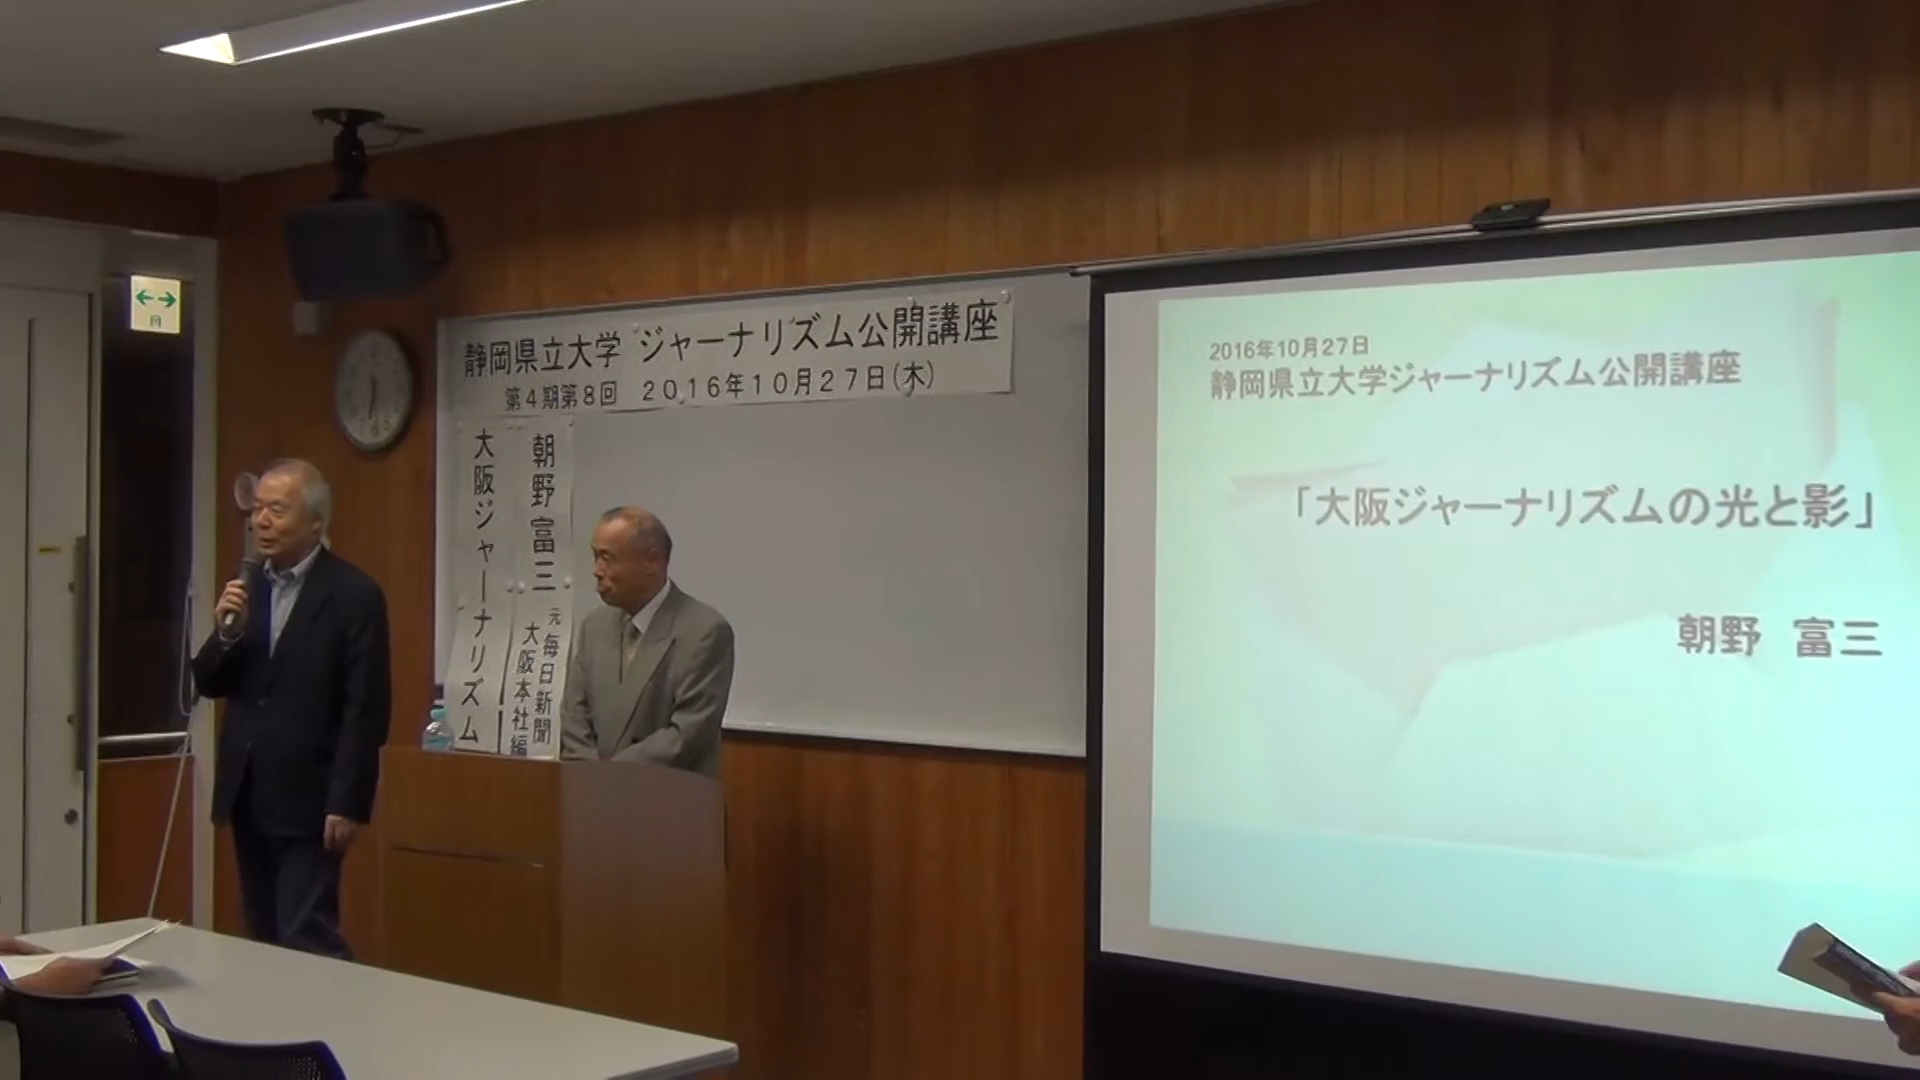 静岡県立大学 ジャーナリズム公開講座
第4期第8回 2016年10月27日(木)
朝野富三
元毎日新聞
大阪本社編
大阪ジャーナリズム
2016年10月27日
静岡県立大学ジャーナリズム公開講座
「大阪ジャーナリズムの光と影」
朝野 富三